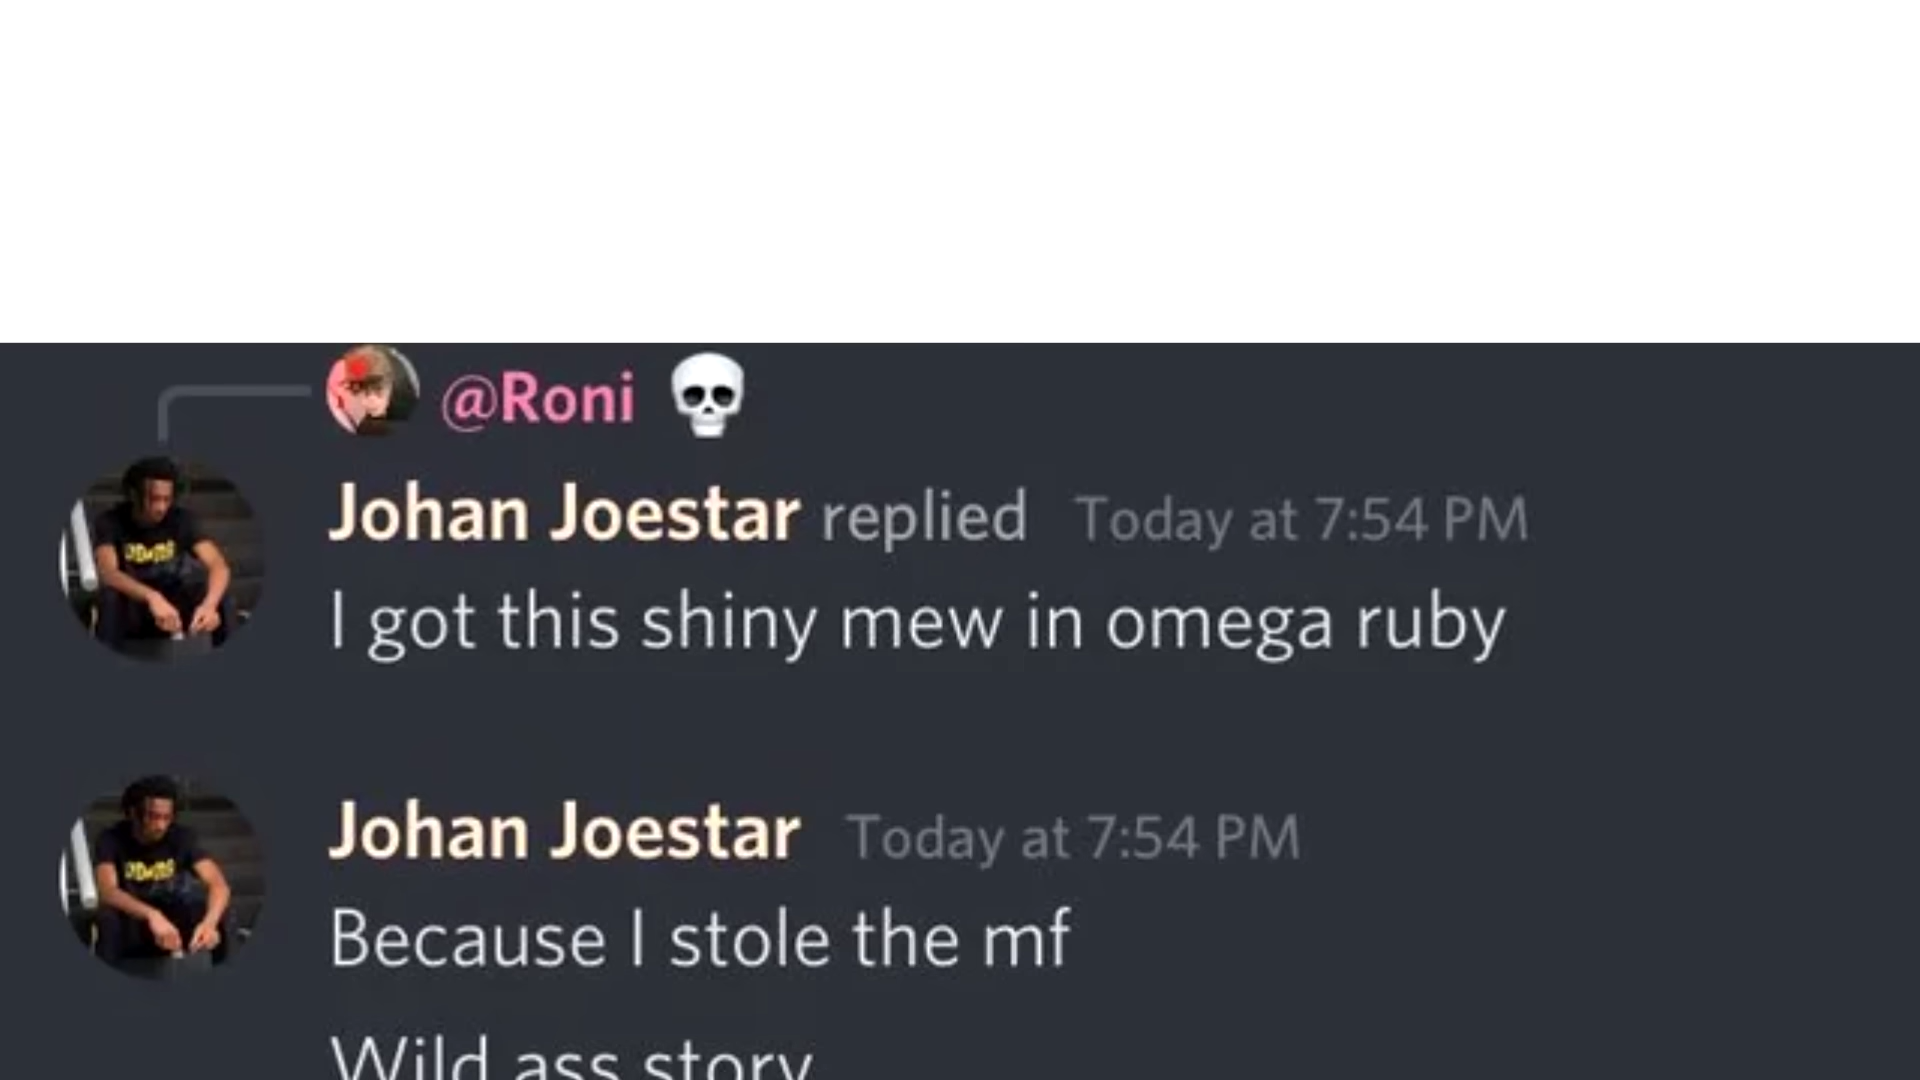 @Roni 💀
Johan Joestar replied Today at 7:54 PM
I got this shiny mew in omega ruby
Johan Joestar Today at 7:54 PM
Because I stole the mf
Wild ass story